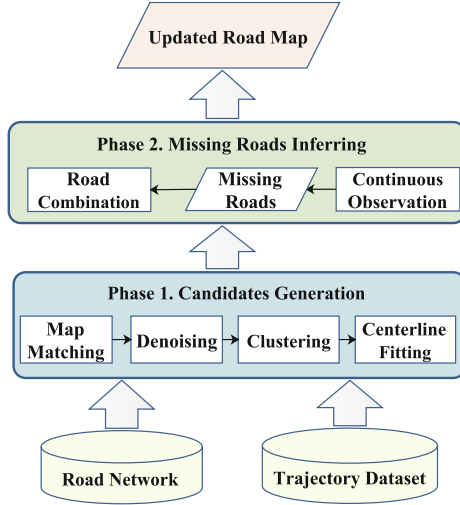 Updated Road Map
Phase 2. Missing Roads Inferring
Road
Combination
Missing
Roads
Continuous
Observation
Phase 1. Candidates Generation
Map
Matching
Denoising
Clustering
Centerline
Fitting
Road Network
Trajectory Dataset